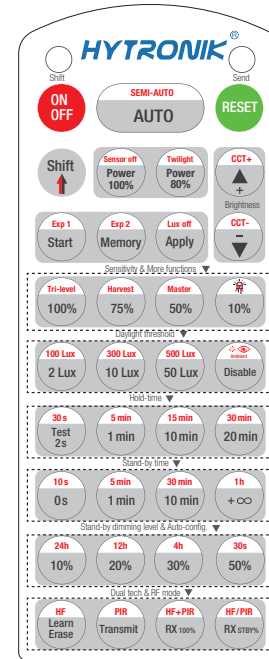 HYTRONIK®
Shift Send
ON
OFF
SEMI-AUTO
AUTO
RESET
Shift
Sensor off
Power
100%
Twilight
Power
80%
CCT+
+
Brightness
CCT-
−
Exp 1
Start
Exp 2
Memory
Lux off
Apply
Sensitivity & More functions
Tri-level
100%
Harvest
75%
Master
50%
10%
Daylight threshold
100 Lux
2 Lux
300 Lux
10 Lux
500 Lux
50 Lux
Ambient
Disable
Hold-time
30 s
Test
2 s
5 min
1 min
15 min
10 min
30 min
20 min
Stand-by time
10 s
0 s
5 min
1 min
30 min
10 min
1 h
+∞
Stand-by dimming level & Auto-config.
24h
10%
12h
20%
4h
30%
30s
50%
Dual tech & RF mode
HF
Learn
Erase
PIR
Transmit
HF+PIR
RX 100%
HF/PIR
RX STBY%